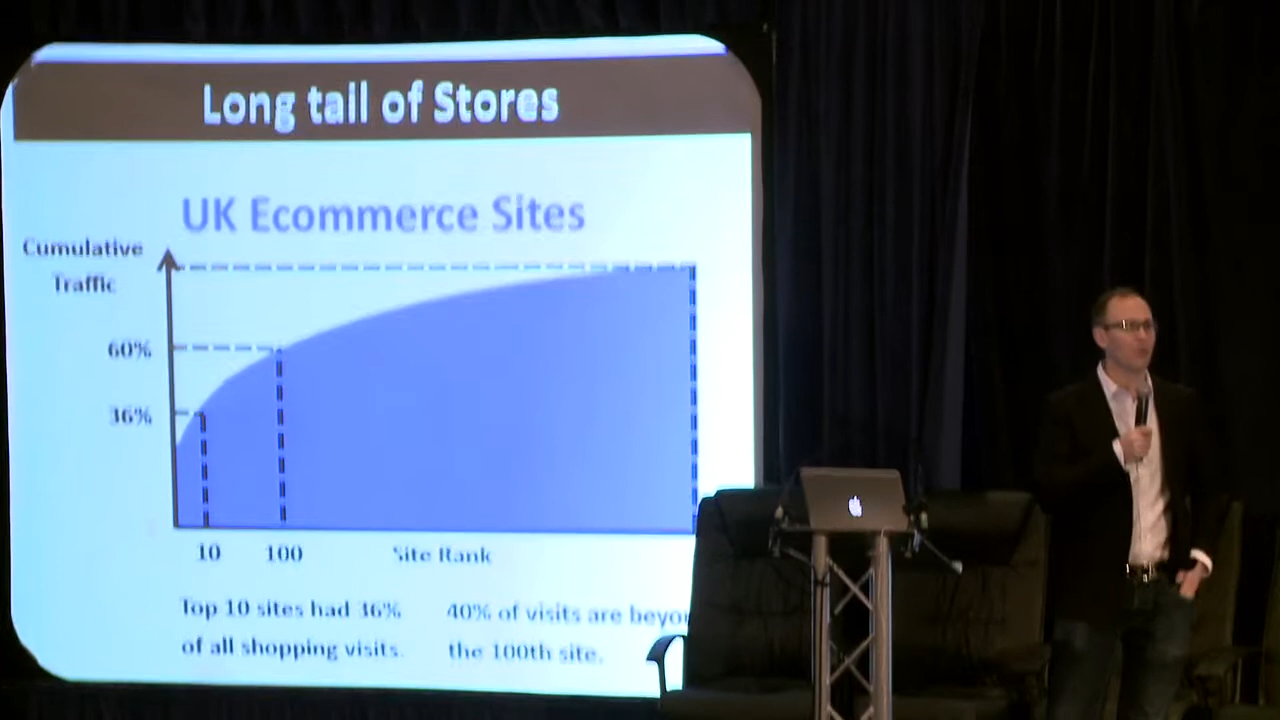 Long tail of Stores
UK Ecommerce Sites
Cumulative
Traffic
60%
36%
10 100 Site Rank
Top 10 sites had 36%
of all shopping visits.
40% of visits are beyo
the 100th site.